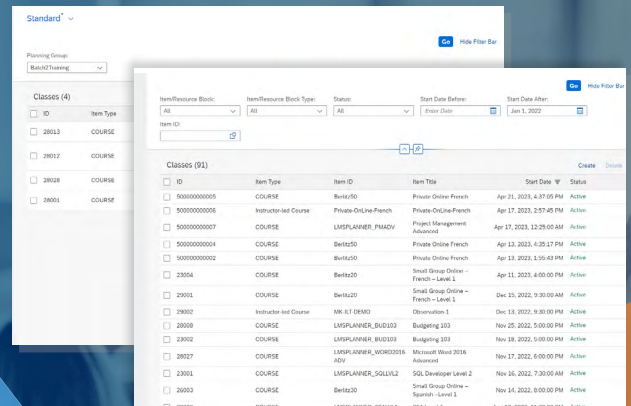 Standard*
Go Hide Filter Bar
Planning Group:
Batch2Training
Classes (4)
ID Item Type
28013 COURSE
28012 COURSE
28028 COURSE
28001 COURSE
Go Hide Filter Bar
Item/Resource Block: Item/Resource Block Type: Status: Start Date Before: Start Date After:
All All All Enter Date Jan 1, 2022
Item ID:
Classes (91)
Create Delete
ID Item Type Item ID Item Title Start Date Status
500000000005 COURSE Berlitz50 Private Online French Apr 21, 2023, 4:37:05 PM Active
500000000006 Instructor-led Course Private-OnLine-French Private-OnLine-French Apr 17, 2023, 2:57:45 PM Active
500000000007 COURSE LMSPLANNER_PMADV Project Management Advanced Apr 17, 2023, 12:25:00 AM Active
500000000004 COURSE Berlitz50 Private Online French Apr 13, 2023, 4:35:17 PM Active
500000000002 COURSE Berlitz50 Private Online French Apr 13, 2023, 1:55:43 PM Active
23004 COURSE Berlitz20 Small Group Online – French – Level 1 Apr 11, 2023, 4:00:00 PM Active
29001 COURSE Berlitz20 Small Group Online – French – Level 1 Dec 15, 2022, 9:30:00 AM Active
29002 Instructor-led Course MK-ILT-DEMO Observation-1 Dec 13, 2022, 9:30:00 PM Active
28008 COURSE LMSPLANNER_BUD103 Budgeting 103 Nov 25, 2022, 5:00:00 PM Active
23002 COURSE LMSPLANNER_BUD103 Budgeting 103 Nov 18, 2022, 5:00:00 PM Active
28027 COURSE LMSPLANNER_WORD2016 ADV Microsoft Word 2016 Advanced Nov 17, 2022, 6:00:00 PM Active
23001 COURSE LMSPLANNER_SQLLVL2 SQL Developer Level 2 Nov 16, 2022, 7:30:00 AM Active
26003 COURSE Berlitz30 Small Group Online – Spanish –Level 1 Nov 14, 2022, 8:00:00 PM Active